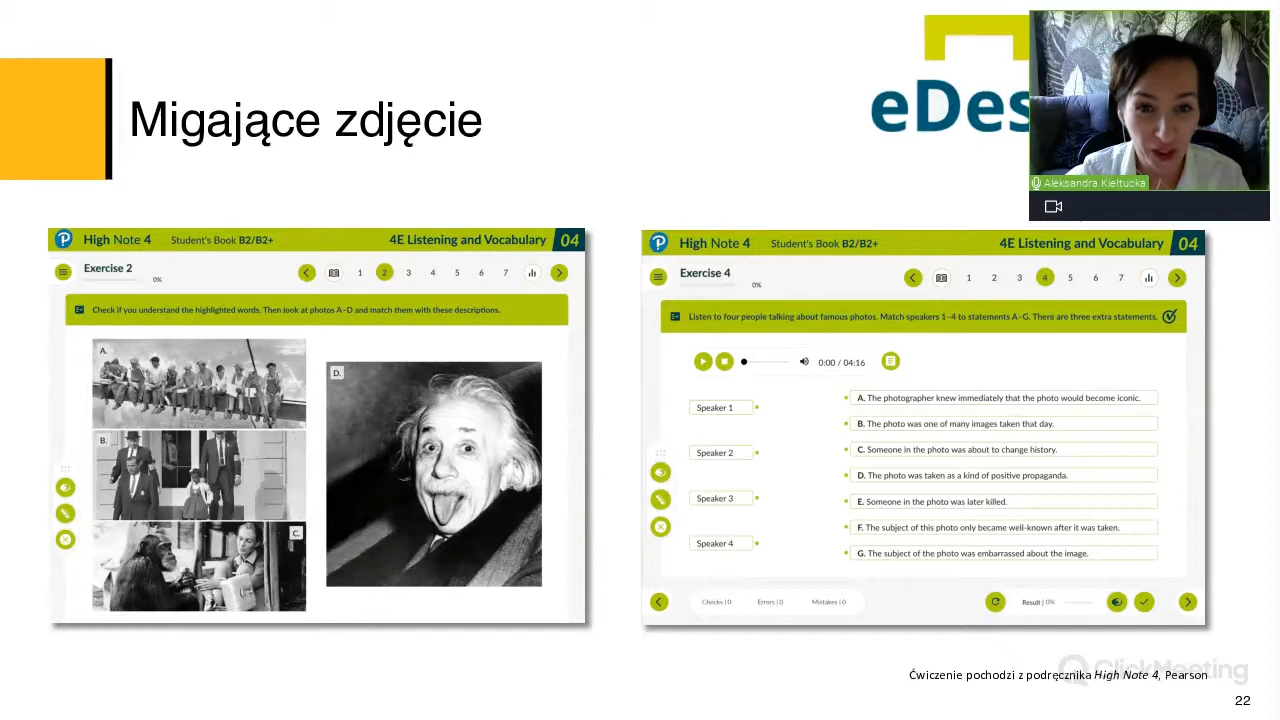 Migające zdjęcie
eDes
Aleksandra Kiełtucka
High Note 4 Student's Book B2/B2+ 4E Listening and Vocabulary 04
Exercise 2
0%
1 2 3 4 5 6 7
Check if you understand the highlighted words. Then look at photos A–D and match them with these descriptions.
A.
B.
C.
D.
High Note 4 Student's Book B2/B2+ 4E Listening and Vocabulary 04
Exercise 4
0%
1 2 3 4 5 6 7
Listen to four people talking about famous photos. Match speakers 1–4 to statements A–G. There are three extra statements.
0:00 / 04:16
Speaker 1
Speaker 2
Speaker 3
Speaker 4
A. The photographer knew immediately that the photo would become iconic.
B. The photo was one of many images taken that day.
C. Someone in the photo was about to change history.
D. The photo was taken as a kind of positive propaganda.
E. Someone in the photo was later killed.
F. The subject of this photo only became well-known after it was taken.
G. The subject of the photo was embarrassed about the image.
Checks | 0 Errors | 0 Mistakes | 0 Result | 0%
ClickMeeting
Ćwiczenie pochodzi z podręcznika High Note 4, Pearson
22